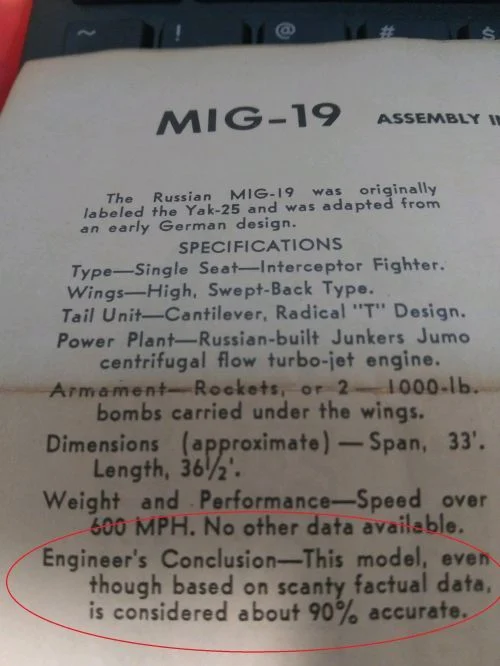 ~ ! @ # $
MIG-19 ASSEMBLY
The Russian MIG-19 was originally
labeled the Yak-25 and was adapted from
an early German design.
SPECIFICATIONS
Type—Single Seat—Interceptor Fighter.
Wings—High, Swept-Back Type.
Tail Unit—Cantilever, Radical "T" Design.
Power Plant—Russian-built Junkers Jumo
centrifugal flow turbo-jet engine.
Armament—Rockets, or 2—1000-lb.
bombs carried under the wings.
Dimensions (approximate)—Span, 33'.
Length, 36½'.
Weight and Performance—Speed over
600 MPH. No other data available.
Engineer's Conclusion—This model, even
though based on scanty factual data,
is considered about 90% accurate.